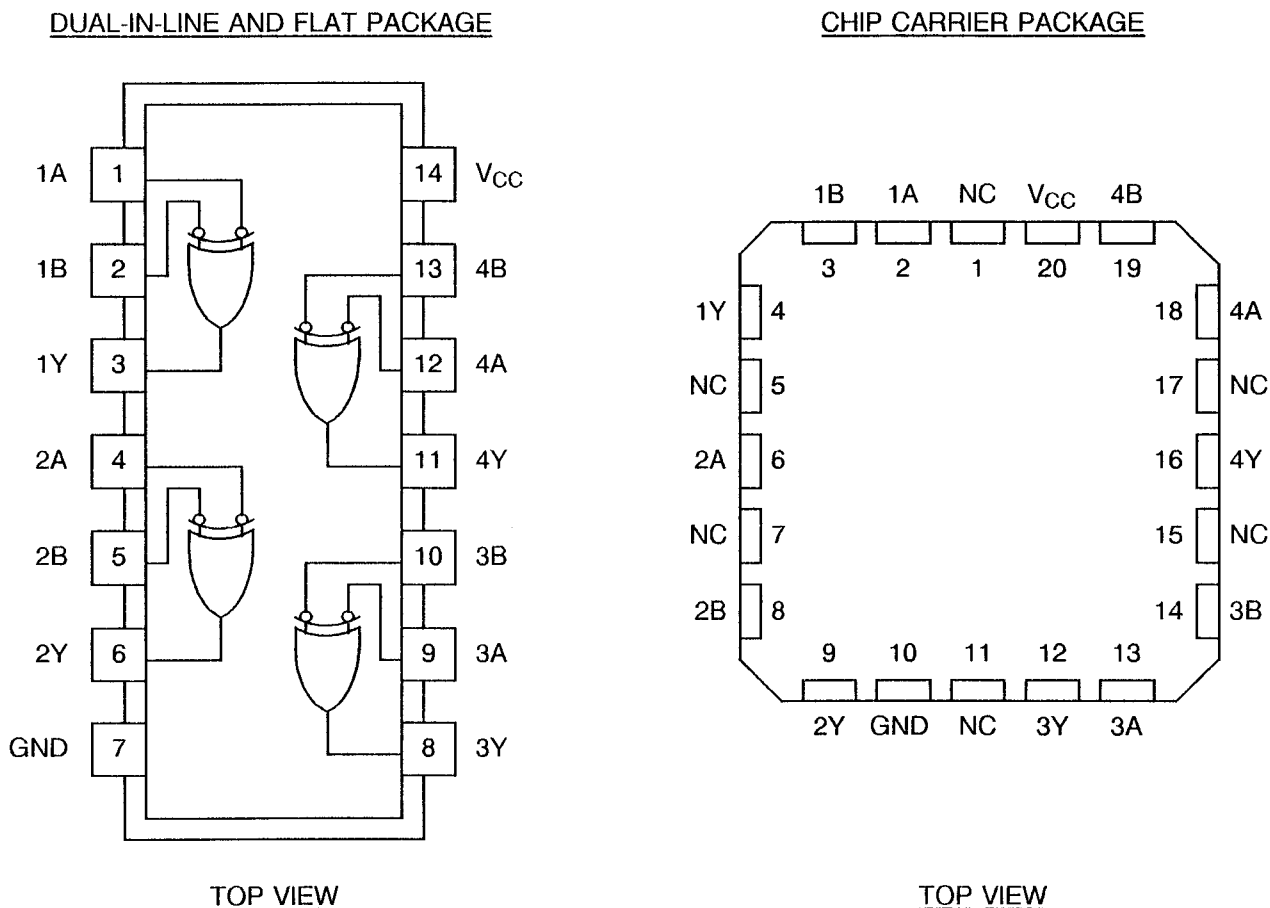 DUAL-IN-LINE AND FLAT PACKAGE
1A 1 14 VCC
1B 2 13 4B
1Y 3 12 4A
2A 4 11 4Y
2B 5 10 3B
2Y 6 9 3A
GND 7 8 3Y
TOP VIEW
CHIP CARRIER PACKAGE
1B 1A NC VCC 4B
3 2 1 20 19
1Y 4 18 4A
NC 5 17 NC
2A 6 16 4Y
NC 7 15 NC
2B 8 14 3B
9 10 11 12 13
2Y GND NC 3Y 3A
TOP VIEW